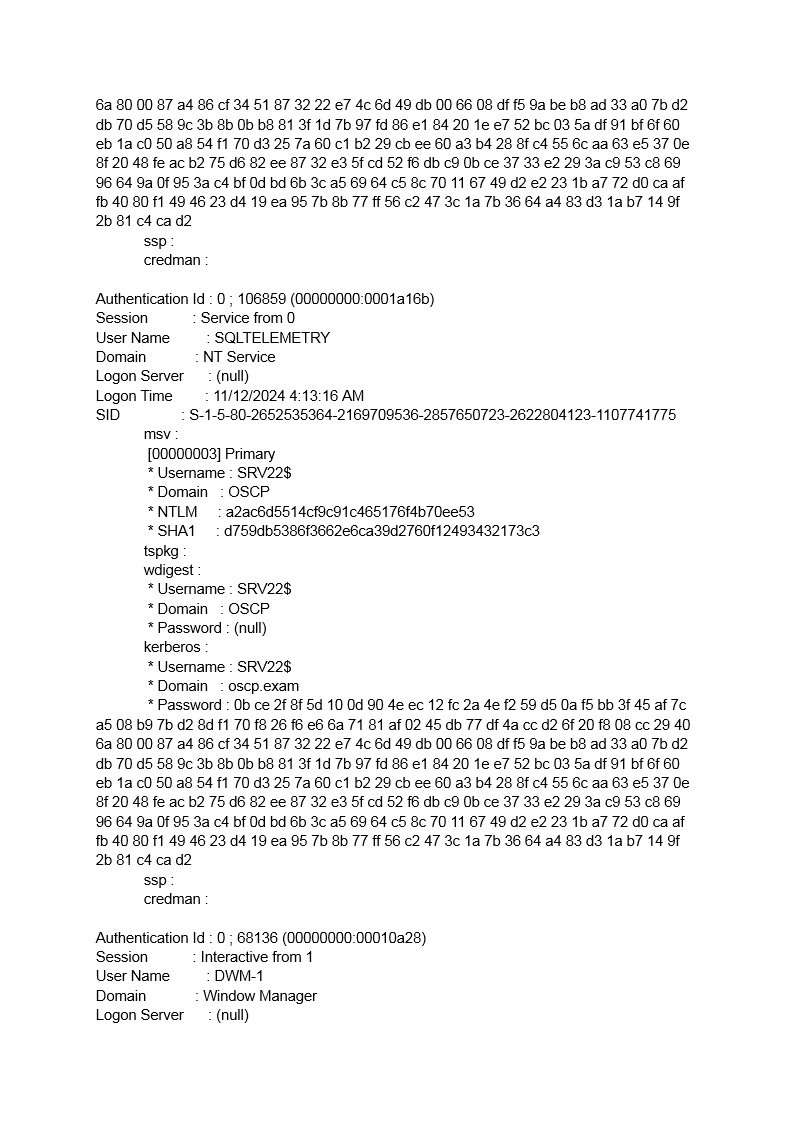 6a 80 00 87 a4 86 cf 34 51 87 32 22 e7 4c 6d 49 db 00 66 08 df f5 9a be b8 ad 33 a0 7b d2
db 70 d5 58 9c 3b 8b 0b b8 81 3f 1d 7b 97 fd 86 e1 84 20 1e e7 52 bc 03 5a df 91 bf 6f 60
eb 1a c0 50 a8 54 f1 70 d3 25 7a 60 c1 b2 29 cb ee 60 a3 b4 28 8f c4 55 6c aa 63 e5 37 0e
8f 20 48 fe ac b2 75 d6 82 ee 87 32 e3 5f cd 52 f6 db c9 0b ce 37 33 e2 29 3a c9 53 c8 69
96 64 9a 0f 95 3a c4 bf 0d bd 6b 3c a5 69 64 c5 8c 70 11 67 49 d2 e2 23 1b a7 72 d0 ca af
fb 40 80 f1 49 46 23 d4 19 ea 95 7b 8b 77 ff 56 c2 47 3c 1a 7b 36 64 a4 83 d3 1a b7 14 9f
2b 81 c4 ca d2
ssp :
credman :
Authentication Id : 0 ; 106859 (00000000:0001a16b)
Session : Service from 0
User Name : SQLTELEMETRY
Domain : NT Service
Logon Server : (null)
Logon Time : 11/12/2024 4:13:16 AM
SID : S-1-5-80-2652535364-2169709536-2857650723-2622804123-1107741775
msv :
[00000003] Primary
* Username : SRV22$
* Domain : OSCP
* NTLM : a2ac6d5514cf9c91c465176f4b70ee53
* SHA1 : d759db5386f3662e6ca39d2760f12493432173c3
tspkg :
wdigest :
* Username : SRV22$
* Domain : OSCP
* Password : (null)
kerberos :
* Username : SRV22$
* Domain : oscp.exam
* Password : 0b ce 2f 8f 5d 10 0d 90 4e ec 12 fc 2a 4e f2 59 d5 0a f5 bb 3f 45 af 7c
a5 08 b9 7b d2 8d f1 70 f8 26 f6 e6 6a 71 81 af 02 45 db 77 df 4a cc d2 6f 20 f8 08 cc 29 40
6a 80 00 87 a4 86 cf 34 51 87 32 22 e7 4c 6d 49 db 00 66 08 df f5 9a be b8 ad 33 a0 7b d2
db 70 d5 58 9c 3b 8b 0b b8 81 3f 1d 7b 97 fd 86 e1 84 20 1e e7 52 bc 03 5a df 91 bf 6f 60
eb 1a c0 50 a8 54 f1 70 d3 25 7a 60 c1 b2 29 cb ee 60 a3 b4 28 8f c4 55 6c aa 63 e5 37 0e
8f 20 48 fe ac b2 75 d6 82 ee 87 32 e3 5f cd 52 f6 db c9 0b ce 37 33 e2 29 3a c9 53 c8 69
96 64 9a 0f 95 3a c4 bf 0d bd 6b 3c a5 69 64 c5 8c 70 11 67 49 d2 e2 23 1b a7 72 d0 ca af
fb 40 80 f1 49 46 23 d4 19 ea 95 7b 8b 77 ff 56 c2 47 3c 1a 7b 36 64 a4 83 d3 1a b7 14 9f
2b 81 c4 ca d2
ssp :
credman :
Authentication Id : 0 ; 68136 (00000000:00010a28)
Session : Interactive from 1
User Name : DWM-1
Domain : Window Manager
Logon Server : (null)